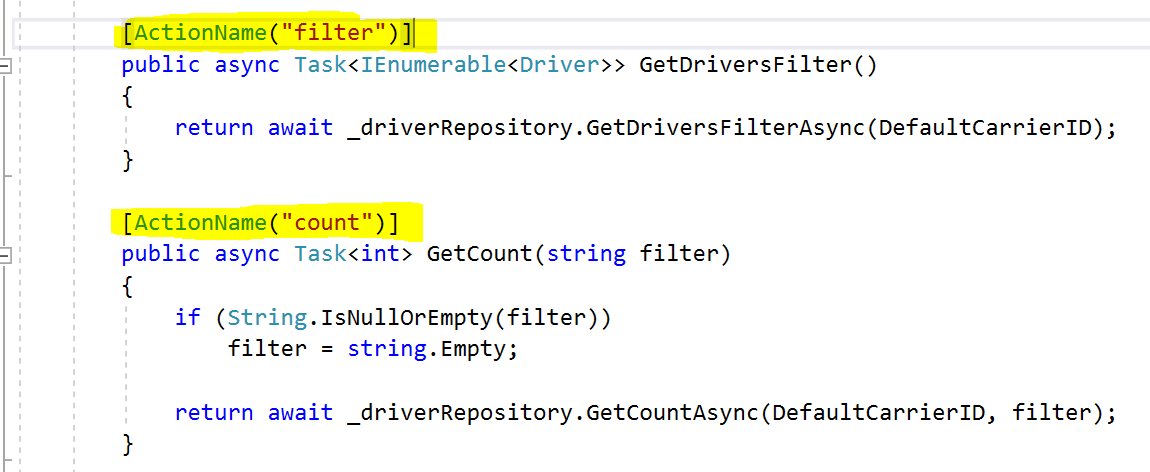 [ActionName("filter")]
public async Task<IEnumerable<Driver>> GetDriversFilter()
{
return await _driverRepository.GetDriversFilterAsync(DefaultCarrierID);
}
[ActionName("count")]
public async Task<int> GetCount(string filter)
{
if (String.IsNullOrEmpty(filter))
filter = string.Empty;
return await _driverRepository.GetCountAsync(DefaultCarrierID, filter);
}